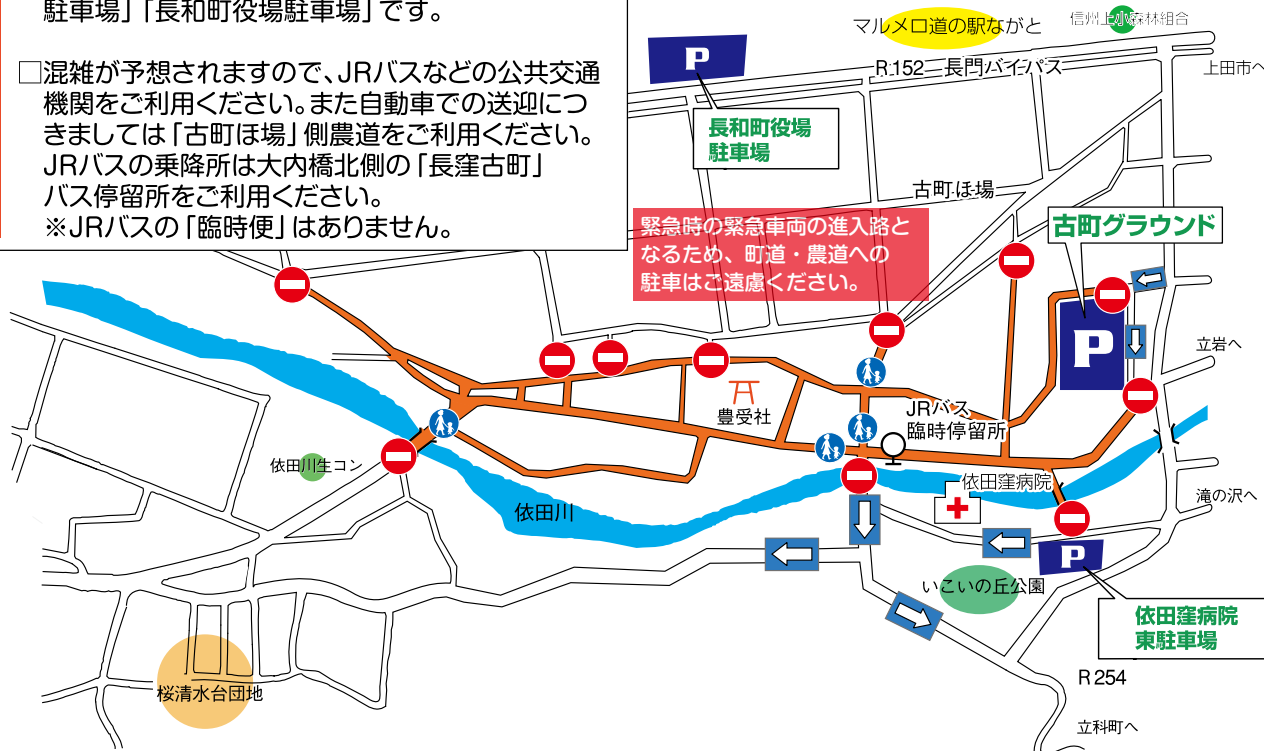 駐車場」「長和町役場駐車場」です。
□混雑が予想されますので、JRバスなどの公共交通
機関をご利用ください。また自動車での送迎につ
きましては「古町ほ場」側農道をご利用ください。
JRバスの乗降所は大内橋北側の「長窪古町」
バス停留所をご利用ください。
※JRバスの「臨時便」はありません。
マルメロ道の駅ながと
信州上小森林組合
P
R152 長門バイパス
上田市へ
長和町役場
駐車場
古町ほ場
緊急時の緊急車両の進入路と
なるため、町道・農道への
駐車はご遠慮ください。
古町グラウンド
P
立岩へ
豊受社
JRバス
臨時停留所
依田川生コン
依田川
依田窪病院
滝の沢へ
P
いこいの丘公園
依田窪病院
東駐車場
R254
桜清水台団地
立科町へ